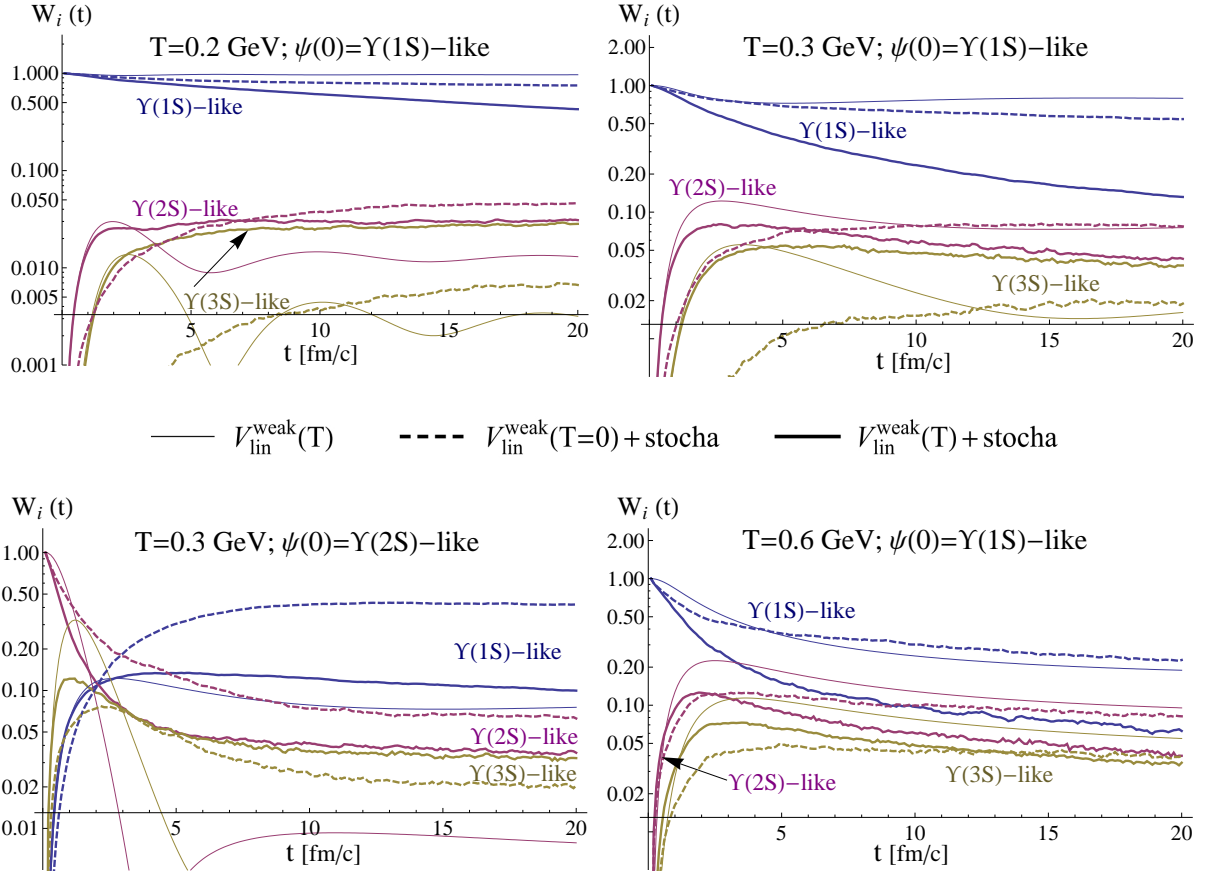 W_i (t)
T=0.2 GeV; ψ(0)=ϒ(1S)−like
1.000
0.500
0.100
0.050
0.010
0.005
0.001
ϒ(1S)−like
ϒ(2S)−like
ϒ(3S)−like
5 10 15 20
t [fm/c]
W_i (t)
T=0.3 GeV; ψ(0)=ϒ(1S)−like
2.00
1.00
0.50
0.20
0.10
0.05
0.02
ϒ(1S)−like
ϒ(2S)−like
ϒ(3S)−like
5 10 15 20
t [fm/c]
V_lin^weak(T) V_lin^weak(T=0) + stocha V_lin^weak(T) + stocha
W_i (t)
T=0.3 GeV; ψ(0)=ϒ(2S)−like
1.00
0.50
0.20
0.10
0.05
0.02
0.01
ϒ(1S)−like
ϒ(2S)−like
ϒ(3S)−like
5 10 15 20
t [fm/c]
W_i (t)
T=0.6 GeV; ψ(0)=ϒ(1S)−like
2.00
1.00
0.50
0.20
0.10
0.05
0.02
ϒ(1S)−like
ϒ(2S)−like
ϒ(3S)−like
5 10 15 20
t [fm/c]